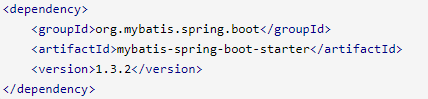 <dependency>
    <groupId>org.mybatis.spring.boot</groupId>
    <artifactId>mybatis-spring-boot-starter</artifactId>
    <version>1.3.2</version>
</dependency>